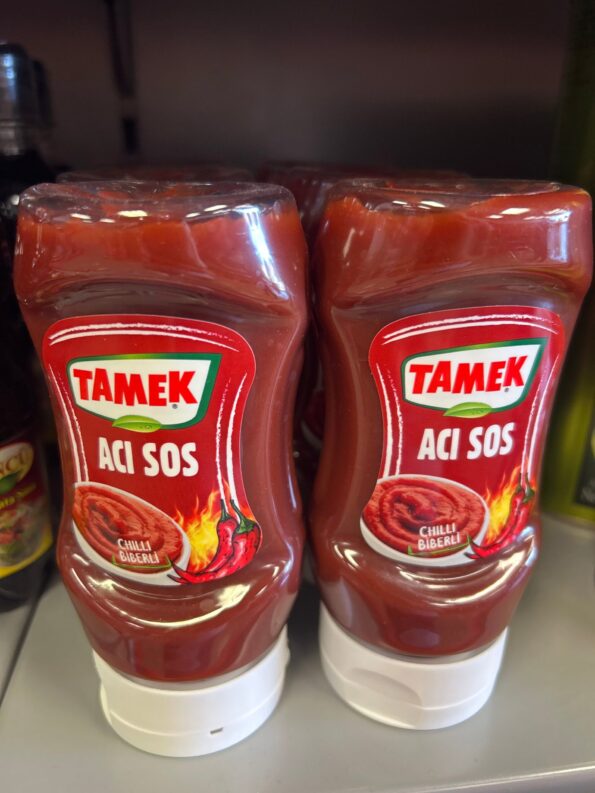 TAMEK
ACI SOS
CHILLI
BİBERLİ
TAMEK
ACI SOS
CHILLI
BİBERLİ